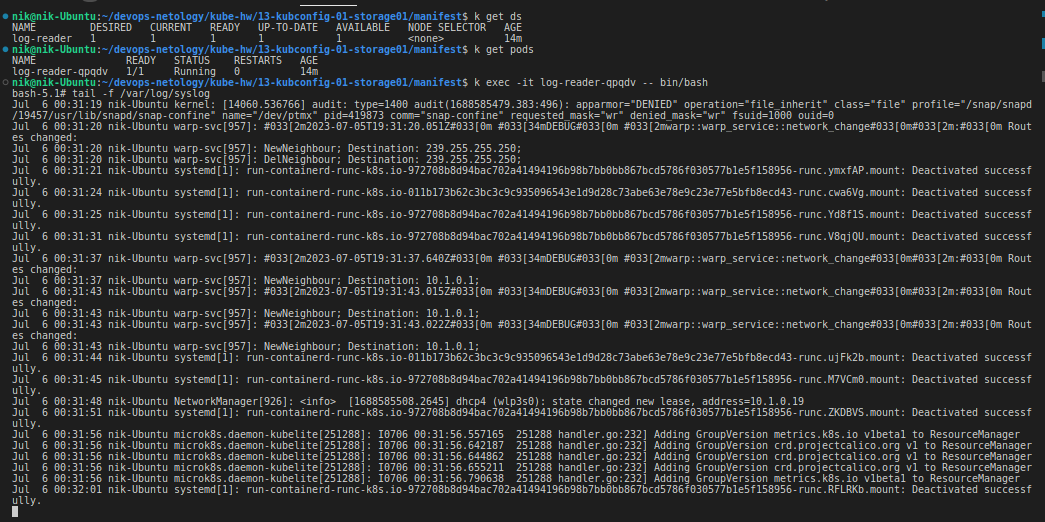 nik@nik-Ubuntu:~/devops-netology/kube-hw/13-kubconfig-01-storage01/manifest$ k get ds
NAME         DESIRED   CURRENT   READY   UP-TO-DATE   AVAILABLE   NODE SELECTOR   AGE
log-reader   1         1         1       1            1           <none>          14m
nik@nik-Ubuntu:~/devops-netology/kube-hw/13-kubconfig-01-storage01/manifest$ k get pods
NAME               READY   STATUS    RESTARTS   AGE
log-reader-qpqdv   1/1     Running   0          14m
nik@nik-Ubuntu:~/devops-netology/kube-hw/13-kubconfig-01-storage01/manifest$ k exec -it log-reader-qpqdv -- bin/bash
bash-5.1# tail -f /var/log/syslog
Jul  6 00:31:19 nik-Ubuntu kernel: [14060.536766] audit: type=1400 audit(1688585479.383:496): apparmor="DENIED" operation="file_inherit" class="file" profile="/snap/snapd
/19457/usr/lib/snapd/snap-confine" name="/dev/ptmx" pid=419873 comm="snap-confine" requested_mask="wr" denied_mask="wr" fsuid=1000 ouid=0
Jul  6 00:31:20 nik-Ubuntu warp-svc[957]: #033[2m2023-07-05T19:31:20.051Z#033[0m #033[34mDEBUG#033[0m #033[2mwarp::warp_service::network_change#033[0m#033[2m:#033[0m Rout
es changed:
Jul  6 00:31:20 nik-Ubuntu warp-svc[957]: NewNeighbour; Destination: 239.255.255.250;
Jul  6 00:31:20 nik-Ubuntu warp-svc[957]: DelNeighbour; Destination: 239.255.255.250;
Jul  6 00:31:21 nik-Ubuntu systemd[1]: run-containerd-runc-k8s.io-972708b8d94bac702a41494196b98b7bb0bb867bcd5786f030577b1e5f158956-runc.ymxfAP.mount: Deactivated successf
ully.
Jul  6 00:31:24 nik-Ubuntu systemd[1]: run-containerd-runc-k8s.io-011b173b62c3bc3c9c935096543e1d9d28c73abe63e78e9c23e77e5bfb8ecd43-runc.cwa6Vg.mount: Deactivated successf
ully.
Jul  6 00:31:25 nik-Ubuntu systemd[1]: run-containerd-runc-k8s.io-972708b8d94bac702a41494196b98b7bb0bb867bcd5786f030577b1e5f158956-runc.Yd8f1S.mount: Deactivated successf
ully.
Jul  6 00:31:31 nik-Ubuntu systemd[1]: run-containerd-runc-k8s.io-972708b8d94bac702a41494196b98b7bb0bb867bcd5786f030577b1e5f158956-runc.V8qjQU.mount: Deactivated successf
ully.
Jul  6 00:31:37 nik-Ubuntu warp-svc[957]: #033[2m2023-07-05T19:31:37.640Z#033[0m #033[34mDEBUG#033[0m #033[2mwarp::warp_service::network_change#033[0m#033[2m:#033[0m Rout
es changed:
Jul  6 00:31:37 nik-Ubuntu warp-svc[957]: NewNeighbour; Destination: 10.1.0.1;
Jul  6 00:31:43 nik-Ubuntu warp-svc[957]: #033[2m2023-07-05T19:31:43.015Z#033[0m #033[34mDEBUG#033[0m #033[2mwarp::warp_service::network_change#033[0m#033[2m:#033[0m Rout
es changed:
Jul  6 00:31:43 nik-Ubuntu warp-svc[957]: NewNeighbour; Destination: 10.1.0.1;
Jul  6 00:31:43 nik-Ubuntu warp-svc[957]: #033[2m2023-07-05T19:31:43.022Z#033[0m #033[34mDEBUG#033[0m #033[2mwarp::warp_service::network_change#033[0m#033[2m:#033[0m Rout
es changed:
Jul  6 00:31:43 nik-Ubuntu warp-svc[957]: NewNeighbour; Destination: 10.1.0.1;
Jul  6 00:31:44 nik-Ubuntu systemd[1]: run-containerd-runc-k8s.io-011b173b62c3bc3c9c935096543e1d9d28c73abe63e78e9c23e77e5bfb8ecd43-runc.ujFk2b.mount: Deactivated successf
ully.
Jul  6 00:31:45 nik-Ubuntu systemd[1]: run-containerd-runc-k8s.io-972708b8d94bac702a41494196b98b7bb0bb867bcd5786f030577b1e5f158956-runc.M7VCm0.mount: Deactivated successf
ully.
Jul  6 00:31:48 nik-Ubuntu NetworkManager[926]: <info>  [1688585508.2645] dhcp4 (wlp3s0): state changed new lease, address=10.1.0.19
Jul  6 00:31:51 nik-Ubuntu systemd[1]: run-containerd-runc-k8s.io-972708b8d94bac702a41494196b98b7bb0bb867bcd5786f030577b1e5f158956-runc.ZKDBVS.mount: Deactivated successf
ully.
Jul  6 00:31:56 nik-Ubuntu microk8s.daemon-kubelite[251288]: I0706 00:31:56.557165  251288 handler.go:232] Adding GroupVersion metrics.k8s.io v1beta1 to ResourceManager
Jul  6 00:31:56 nik-Ubuntu microk8s.daemon-kubelite[251288]: I0706 00:31:56.642187  251288 handler.go:232] Adding GroupVersion crd.projectcalico.org v1 to ResourceManager
Jul  6 00:31:56 nik-Ubuntu microk8s.daemon-kubelite[251288]: I0706 00:31:56.644862  251288 handler.go:232] Adding GroupVersion crd.projectcalico.org v1 to ResourceManager
Jul  6 00:31:56 nik-Ubuntu microk8s.daemon-kubelite[251288]: I0706 00:31:56.655211  251288 handler.go:232] Adding GroupVersion crd.projectcalico.org v1 to ResourceManager
Jul  6 00:31:56 nik-Ubuntu microk8s.daemon-kubelite[251288]: I0706 00:31:56.790638  251288 handler.go:232] Adding GroupVersion metrics.k8s.io v1beta1 to ResourceManager
Jul  6 00:32:01 nik-Ubuntu systemd[1]: run-containerd-runc-k8s.io-972708b8d94bac702a41494196b98b7bb0bb867bcd5786f030577b1e5f158956-runc.RFLRKb.mount: Deactivated successf
ully.